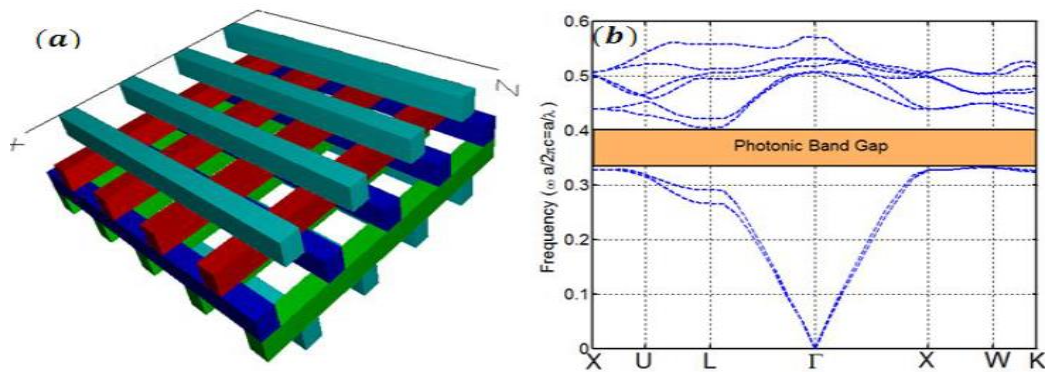 (a)
X
Z
(b)
Frequency (ω a/2πc=a/λ)
0.6
0.5
0.4
0.3
0.2
0.1
0
Photonic Band Gap
X U L Γ X W K